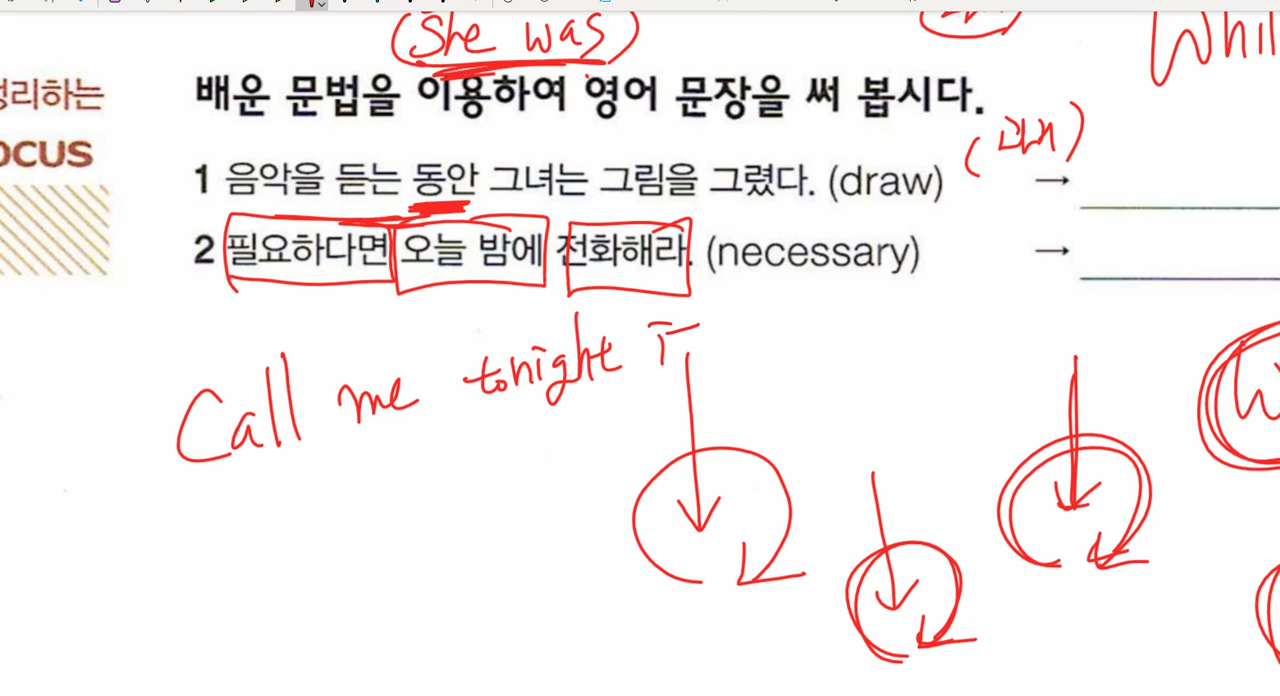 (She was)
Whi
정리하는
배운 문법을 이용하여 영어 문장을 써 봅시다.
OCUS
(과거)
1 음악을 듣는 동안 그녀는 그림을 그렸다. (draw) →
2 필요하다면 오늘 밤에 전화해라. (necessary) →
Call me tonight